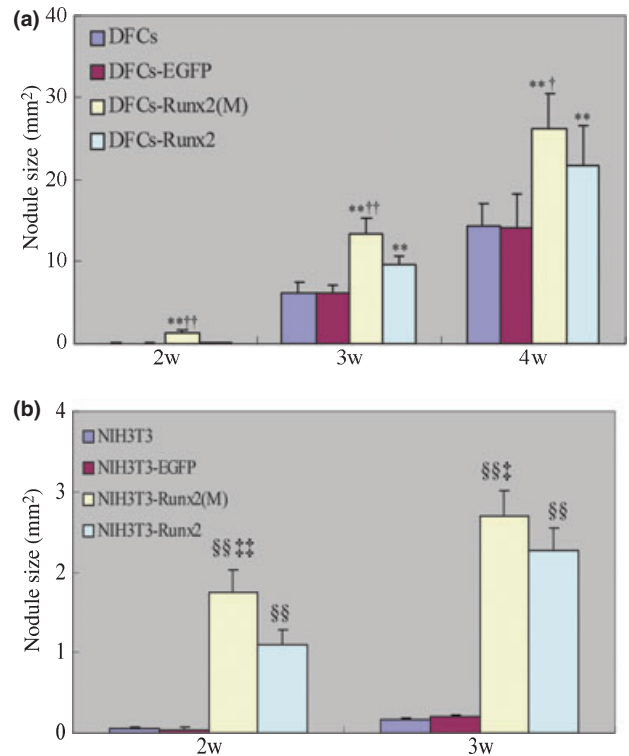 (a)
Nodule size (mm²)
40
30
20
10
0
DFCs
DFCs-EGFP
DFCs-Runx2(M)
DFCs-Runx2
**††
**††
**
**†
**
2w
3w
4w
(b)
Nodule size (mm²)
4
3
2
1
0
NIH3T3
NIH3T3-EGFP
NIH3T3-Runx2(M)
NIH3T3-Runx2
§§‡‡
§§
§§‡
§§
2w
3w